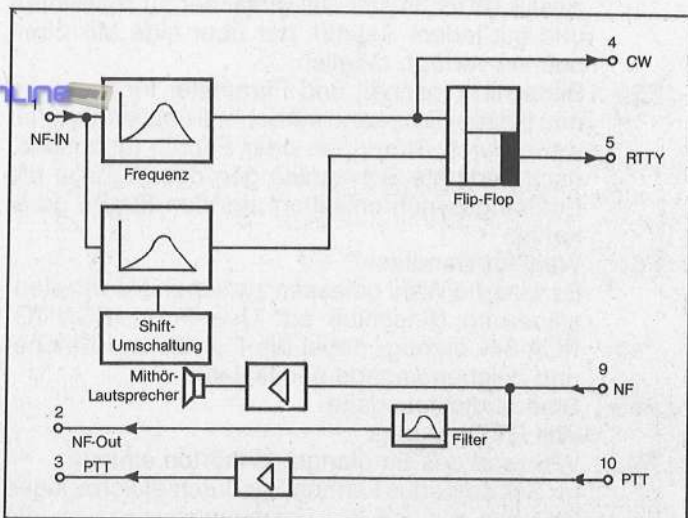 4
CW
NLINE
1
NF-IN
Frequenz
5
RTTY
Flip-Flop
Shift-
Umschaltung
Mithör-
Lautsprecher
9
NF
2
NF-Out
Filter
3
PTT
10
PTT